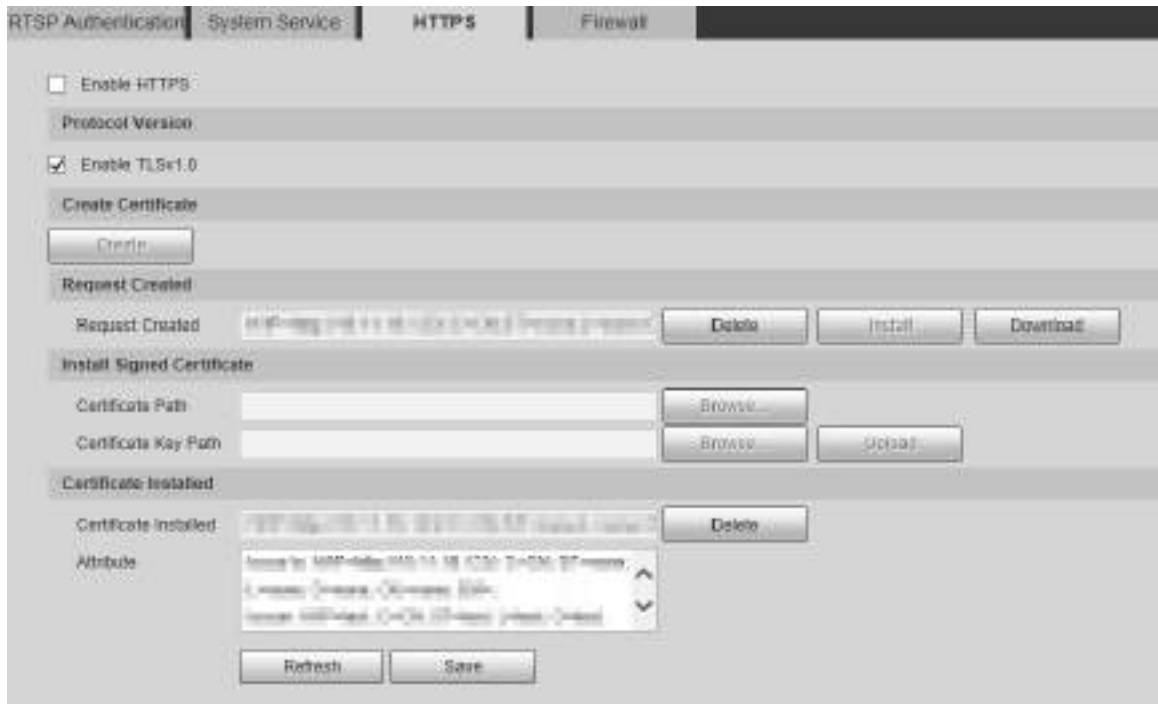 RTSP Authentication System Service HTTPS Firewall
Enable HTTPS
Protocol Version
Enable TLSv1.0
Create Certificate
Create
Request Created
Request Created Delete Install Download
Install Signed Certificate
Certificate Path Browse...
Certificate Key Path Browse... Upload
Certificate Installed
Certificate Installed Delete
Attribute
Refresh Save